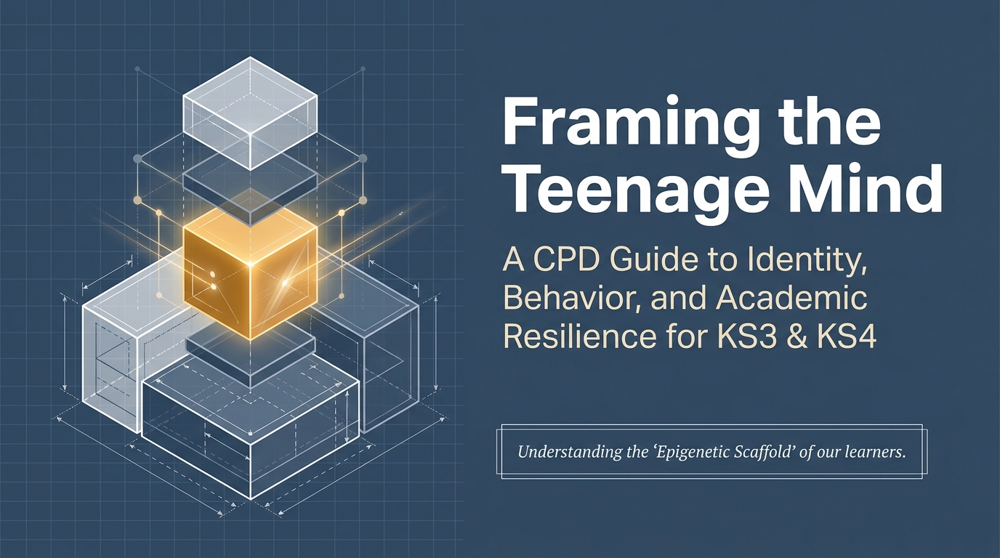 Framing the
Teenage Mind
A CPD Guide to Identity,
Behavior, and Academic
Resilience for KS3 & KS4
Understanding the ‘Epigenetic Scaffold’ of our learners.